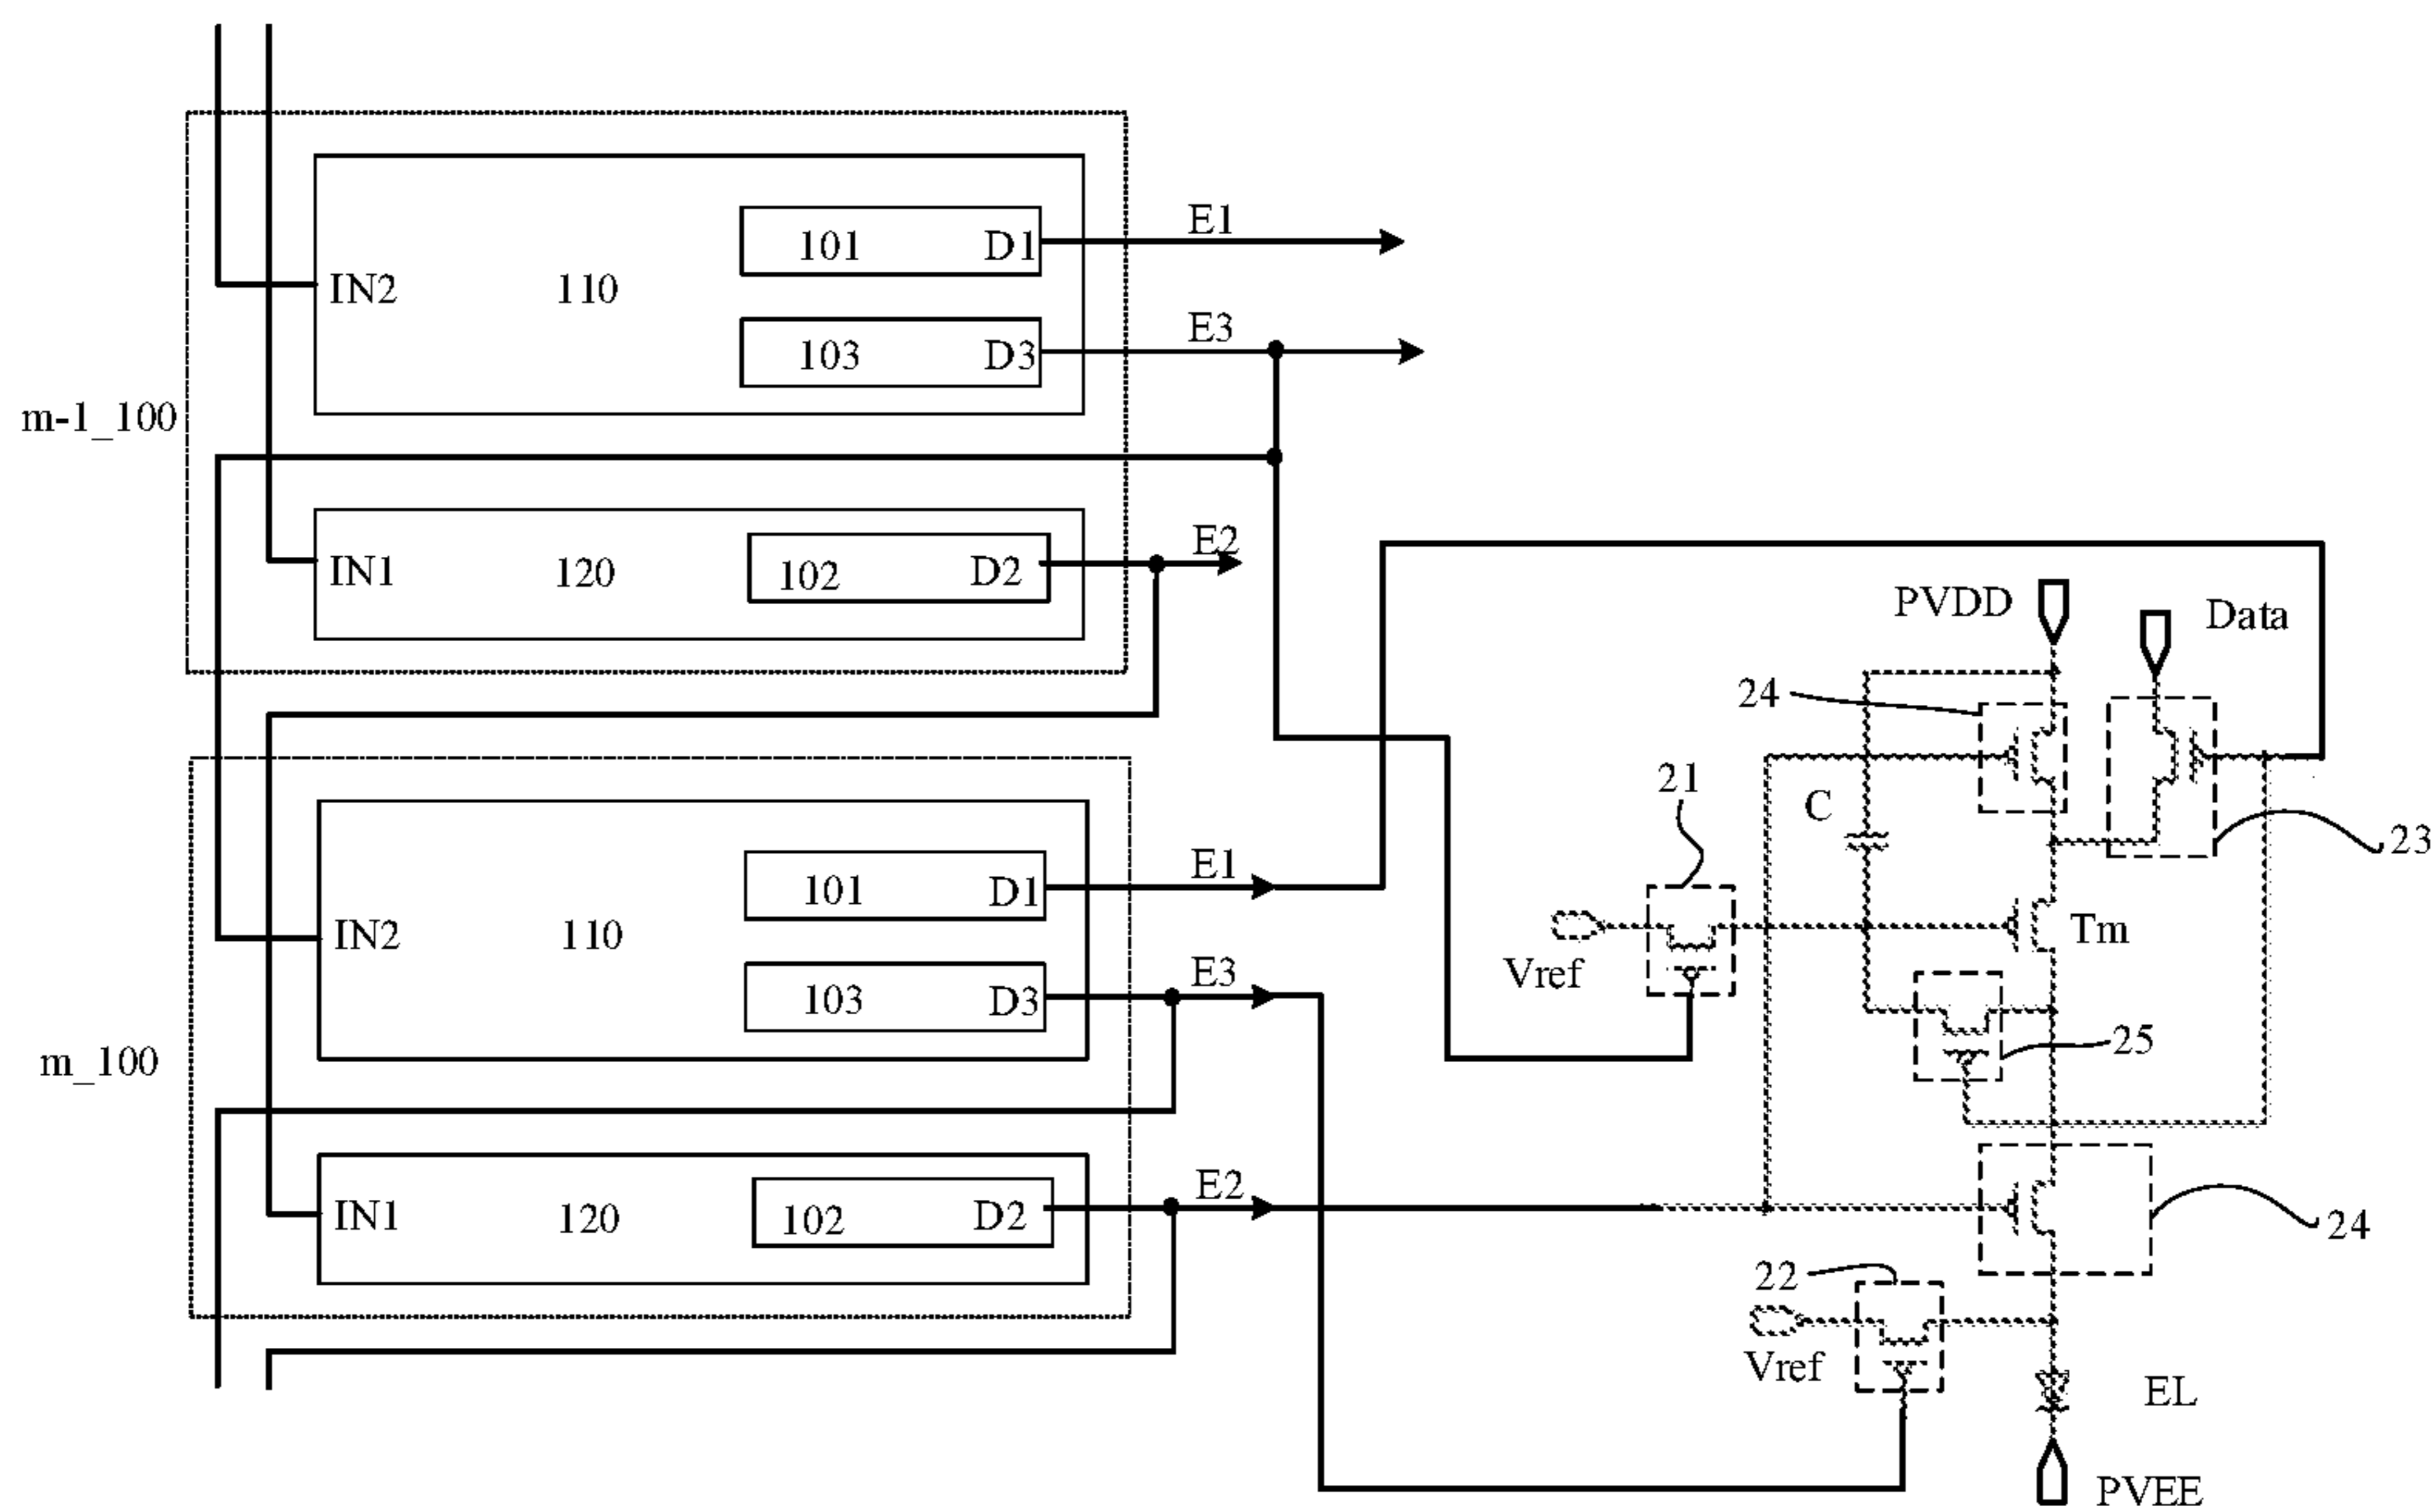 E1
101 D1
IN2 110
E3
103 D3
m-1_100
E2
IN1 120 102 D2
PVDD Data
24
21
C
23
E1
101 D1
IN2 110
Tm
E3
Vref
103 D3
25
m_100
E2
IN1 120 102 D2
24
22
Vref
EL
PVEE